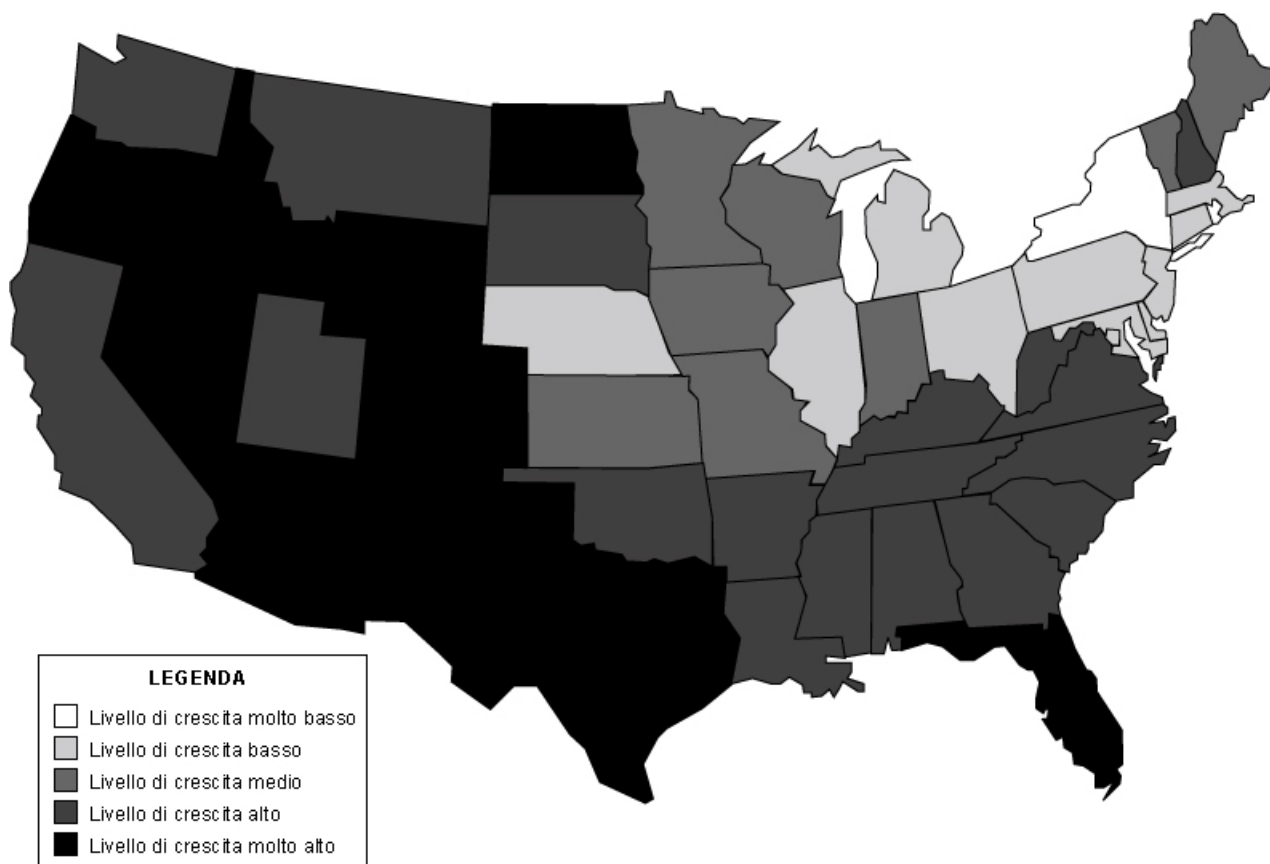 LEGENDA
Livello di crescita molto basso
Livello di crescita basso
Livello di crescita medio
Livello di crescita alto
Livello di crescita molto alto